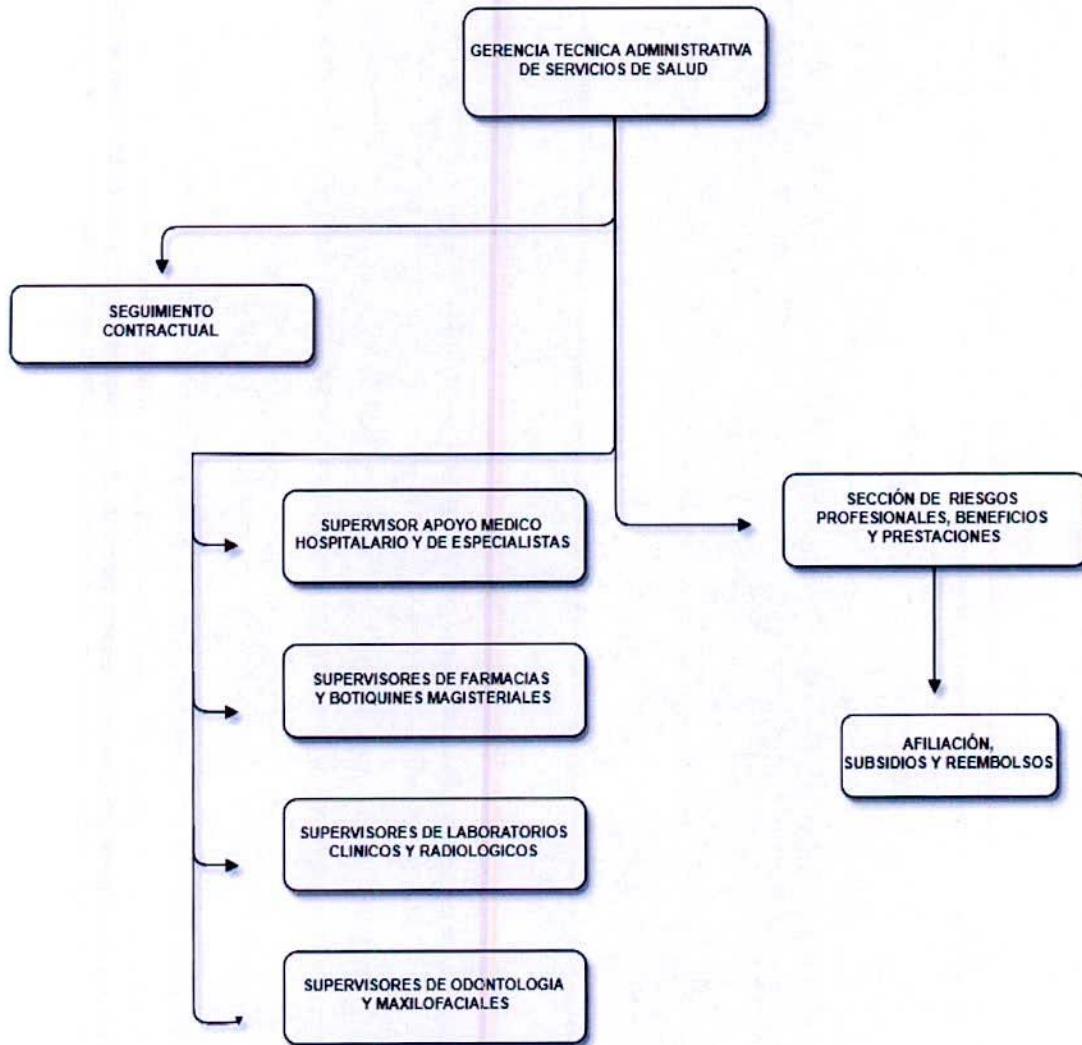 GERENCIA TECNICA ADMINISTRATIVA
DE SERVICIOS DE SALUD
SEGUIMIENTO
CONTRACTUAL
SUPERVISOR APOYO MEDICO
HOSPITALARIO Y DE ESPECIALISTAS
SUPERVISORES DE FARMACIAS
Y BOTIQUINES MAGISTERIALES
SUPERVISORES DE LABORATORIOS
CLINICOS Y RADIOLOGICOS
SUPERVISORES DE ODONTOLOGIA
Y MAXILOFACIALES
SECCIÓN DE RIESGOS
PROFESIONALES, BENEFICIOS
Y PRESTACIONES
AFILIACIÓN,
SUBSIDIOS Y REEMBOLSOS